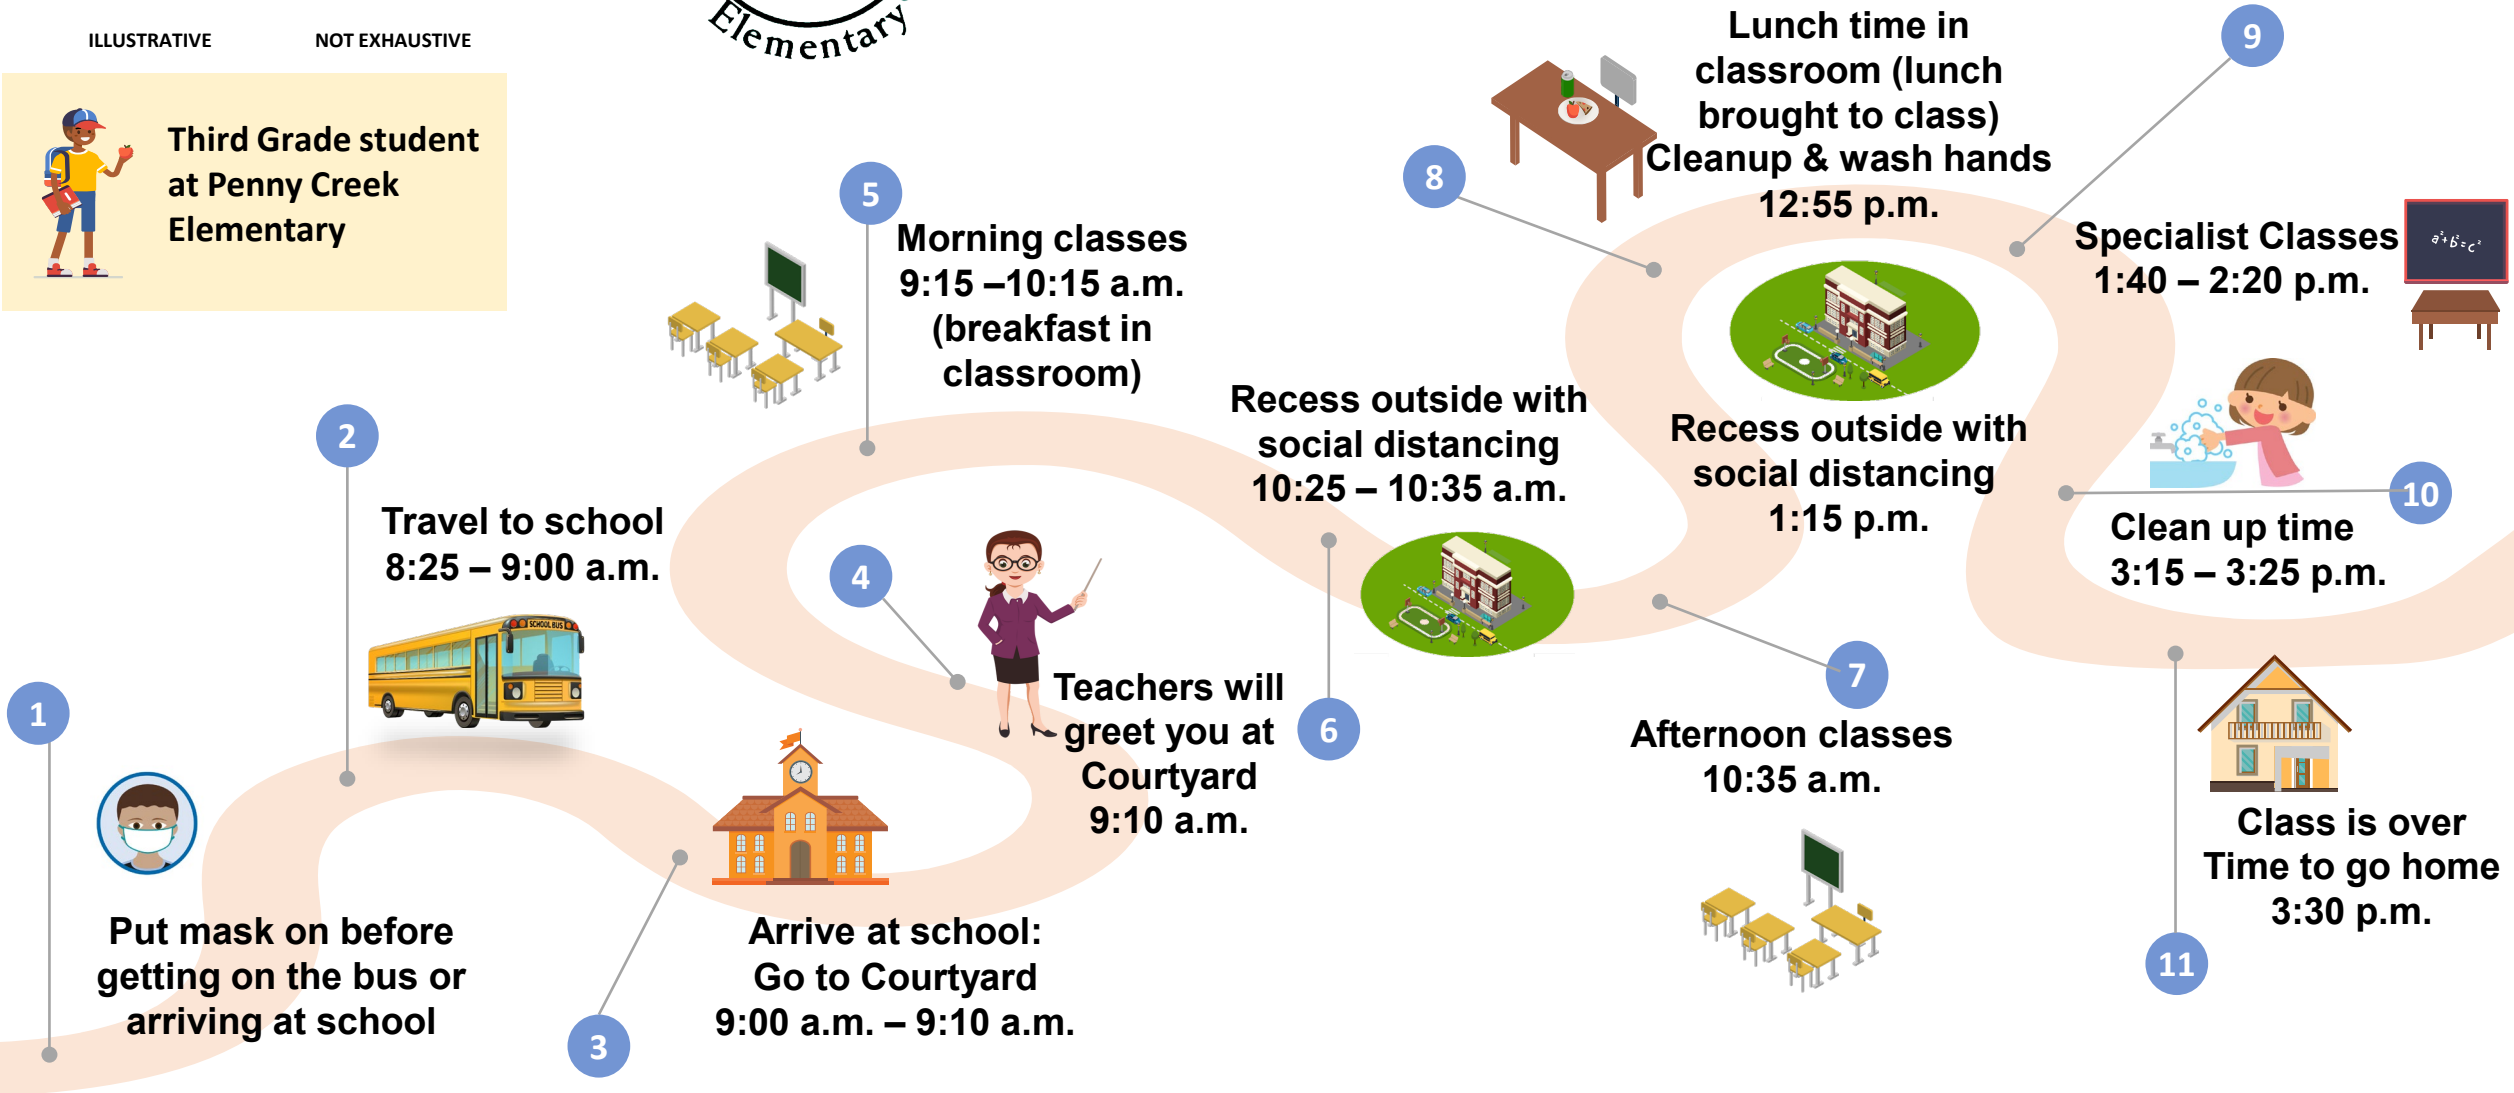 Elementary
ILLUSTRATIVE
NOT EXHAUSTIVE
Third Grade student
at Penny Creek
Elementary
1
Put mask on before
getting on the bus or
arriving at school
2
Travel to school
8:25 – 9:00 a.m.
SCHOOL BUS
3
Arrive at school:
Go to Courtyard
9:00 a.m. – 9:10 a.m.
4
Teachers will
greet you at
Courtyard
9:10 a.m.
5
Morning classes
9:15 –10:15 a.m.
(breakfast in
classroom)
6
Recess outside with
social distancing
10:25 – 10:35 a.m.
7
Afternoon classes
10:35 a.m.
8
Lunch time in
classroom (lunch
brought to class)
Cleanup & wash hands
12:55 p.m.
Recess outside with
social distancing
1:15 p.m.
9
Specialist Classes
1:40 – 2:20 p.m.
a²+b²=c²
10
Clean up time
3:15 – 3:25 p.m.
11
Class is over
Time to go home
3:30 p.m.